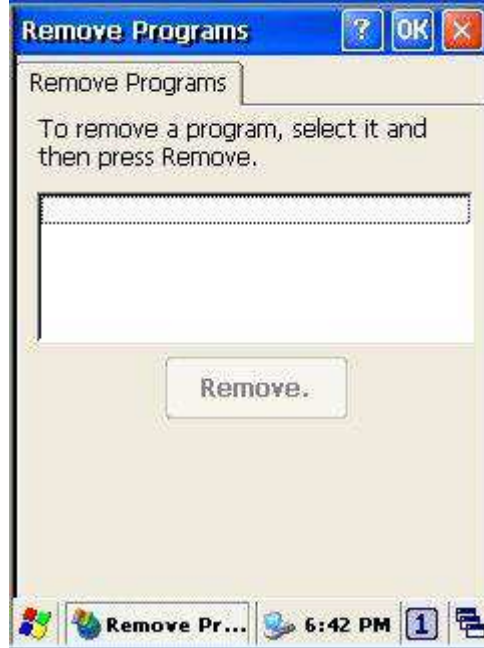 Remove Programs ? OK ×
Remove Programs
To remove a program, select it and
then press Remove.
Remove.
Remove Pr... 6:42 PM 1